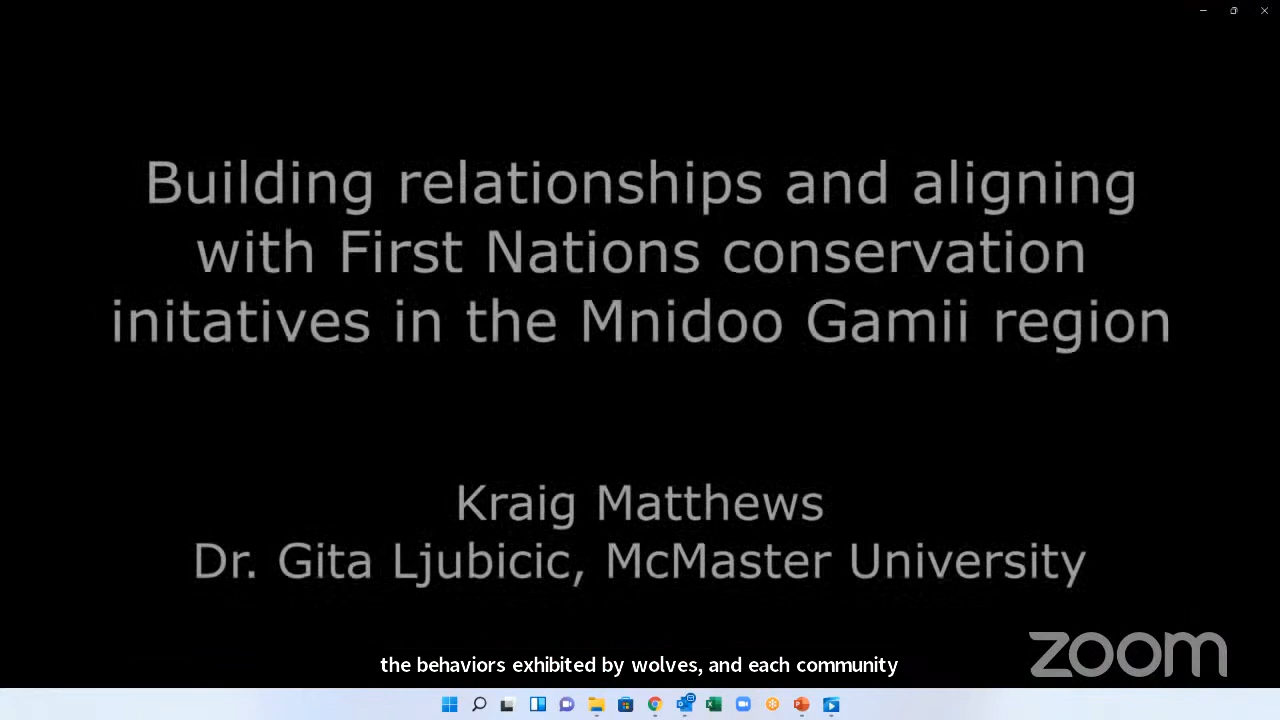 Building relationships and aligning
with First Nations conservation
initatives in the Mnidoo Gamii region
Kraig Matthews
Dr. Gita Ljubicic, McMaster University
zoom
the behaviors exhibited by wolves, and each community